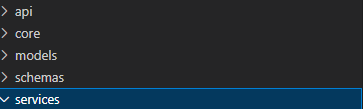 api
core
models
schemas
services